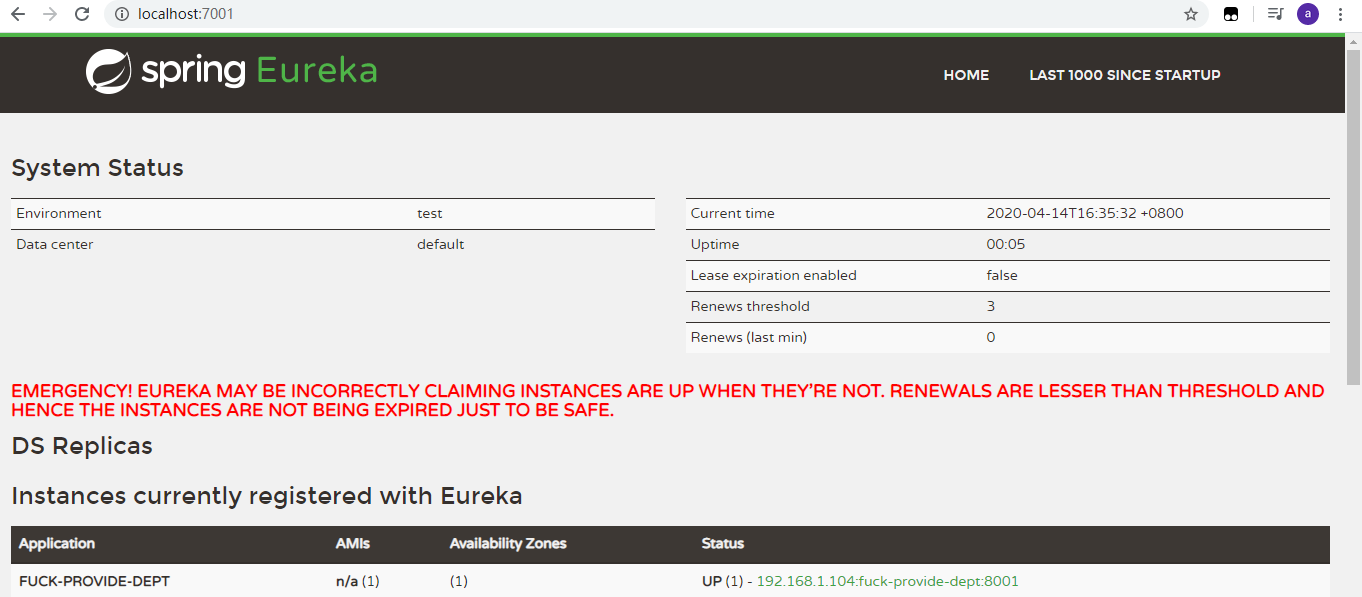 localhost:7001
a
spring Eureka
HOME LAST 1000 SINCE STARTUP
System Status
Environment test
Data center default
Current time 2020-04-14T16:35:32 +0800
Uptime 00:05
Lease expiration enabled false
Renews threshold 3
Renews (last min) 0
EMERGENCY! EUREKA MAY BE INCORRECTLY CLAIMING INSTANCES ARE UP WHEN THEY'RE NOT. RENEWALS ARE LESSER THAN THRESHOLD AND
HENCE THE INSTANCES ARE NOT BEING EXPIRED JUST TO BE SAFE.
DS Replicas
Instances currently registered with Eureka
Application AMIs Availability Zones Status
FUCK-PROVIDE-DEPT n/a (1) (1) UP (1) - 192.168.1.104:fuck-provide-dept:8001